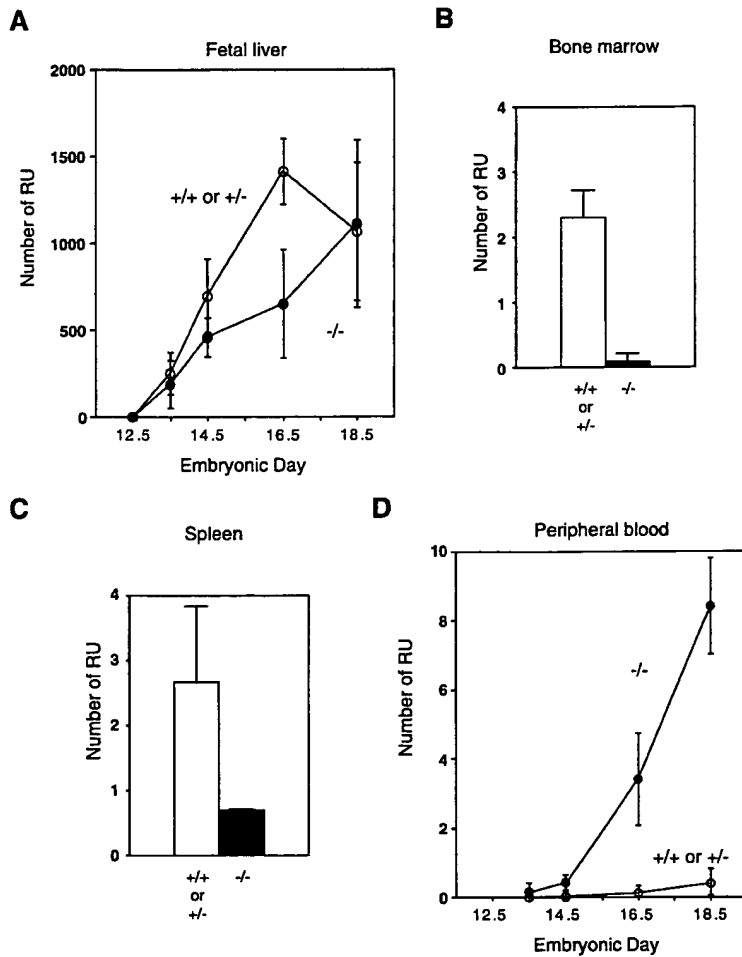 A
Fetal liver
2000
1500
1000
500
0
Number of RU
+/+ or +/-
-/-
12.5 14.5 16.5 18.5
Embryonic Day
B
Bone marrow
4
3
2
1
0
Number of RU
+/+ -/-
or
+/-
C
Spleen
4
3
2
1
0
Number of RU
+/+ -/-
or
+/-
D
Peripheral blood
10
8
6
4
2
0
Number of RU
-/-
+/+ or +/-
12.5 14.5 16.5 18.5
Embryonic Day